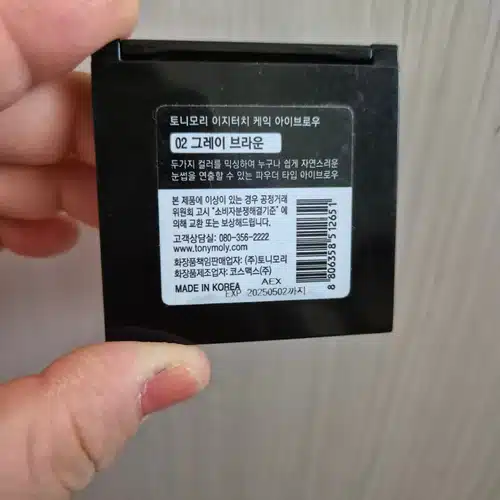 토니모리 이지터치 케익 아이브로우
02 그레이 브라운
두가지 컬러를 믹싱하여 누구나 쉽게 자연스러운
눈썹을 연출할 수 있는 파우더 타입 아이브로우
본 제품에 이상이 있는 경우 공정거래
위원회 고시 "소비자분쟁해결기준"에
의해 교환 또는 보상해드립니다.
고객상담실: 080-356-2222
www.tonymoly.com
화장품책임판매업자: (주)토니모리
화장품제조업자: 코스맥스(주)
MADE IN KOREA
AEX
EXP 20250502까지
8 806358 512651